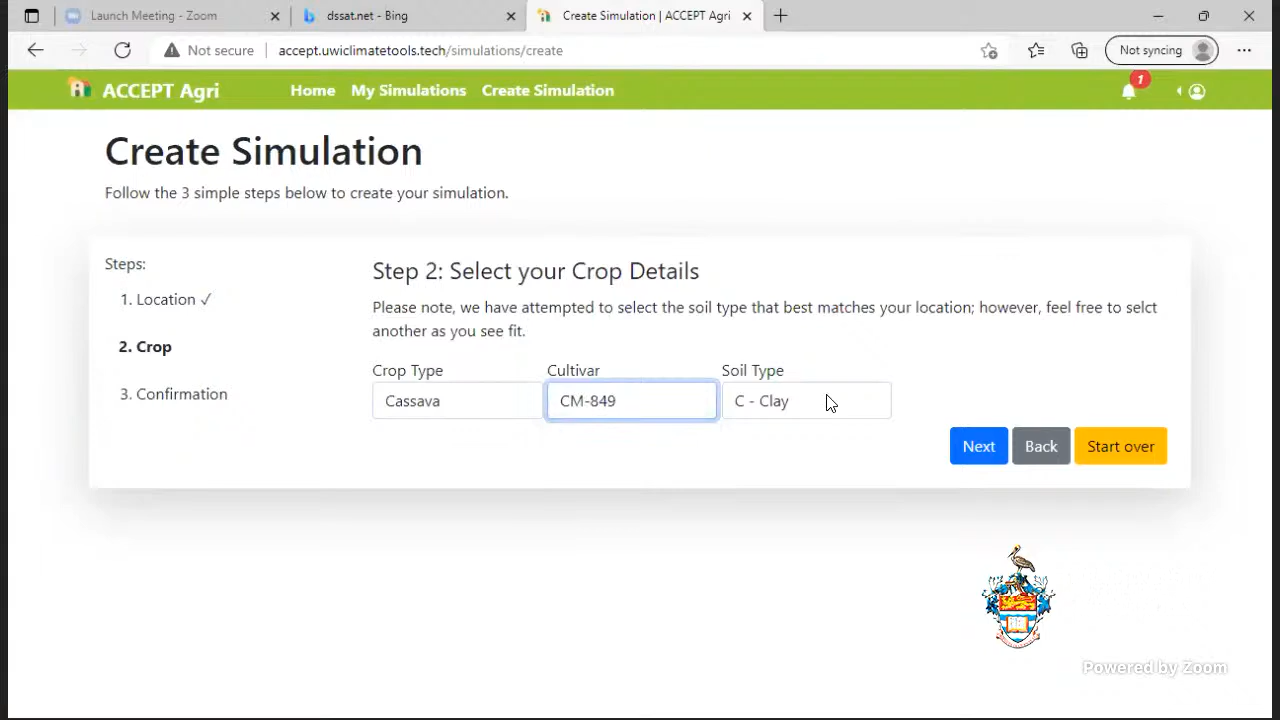 Launch Meeting - Zoom
dssat.net - Bing
Create Simulation | ACCEPT Agri
Not secure
accept.uwiclimatetools.tech/simulations/create
Not syncing
ACCEPT Agri
Home
My Simulations
Create Simulation
1
Create Simulation
Follow the 3 simple steps below to create your simulation.
Steps:
1. Location ✓
2. Crop
3. Confirmation
Step 2: Select your Crop Details
Please note, we have attempted to select the soil type that best matches your location; however, feel free to selct
another as you see fit.
Crop Type
Cultivar
Soil Type
Cassava
CM-849
C - Clay
Next
Back
Start over
Powered by Zoom